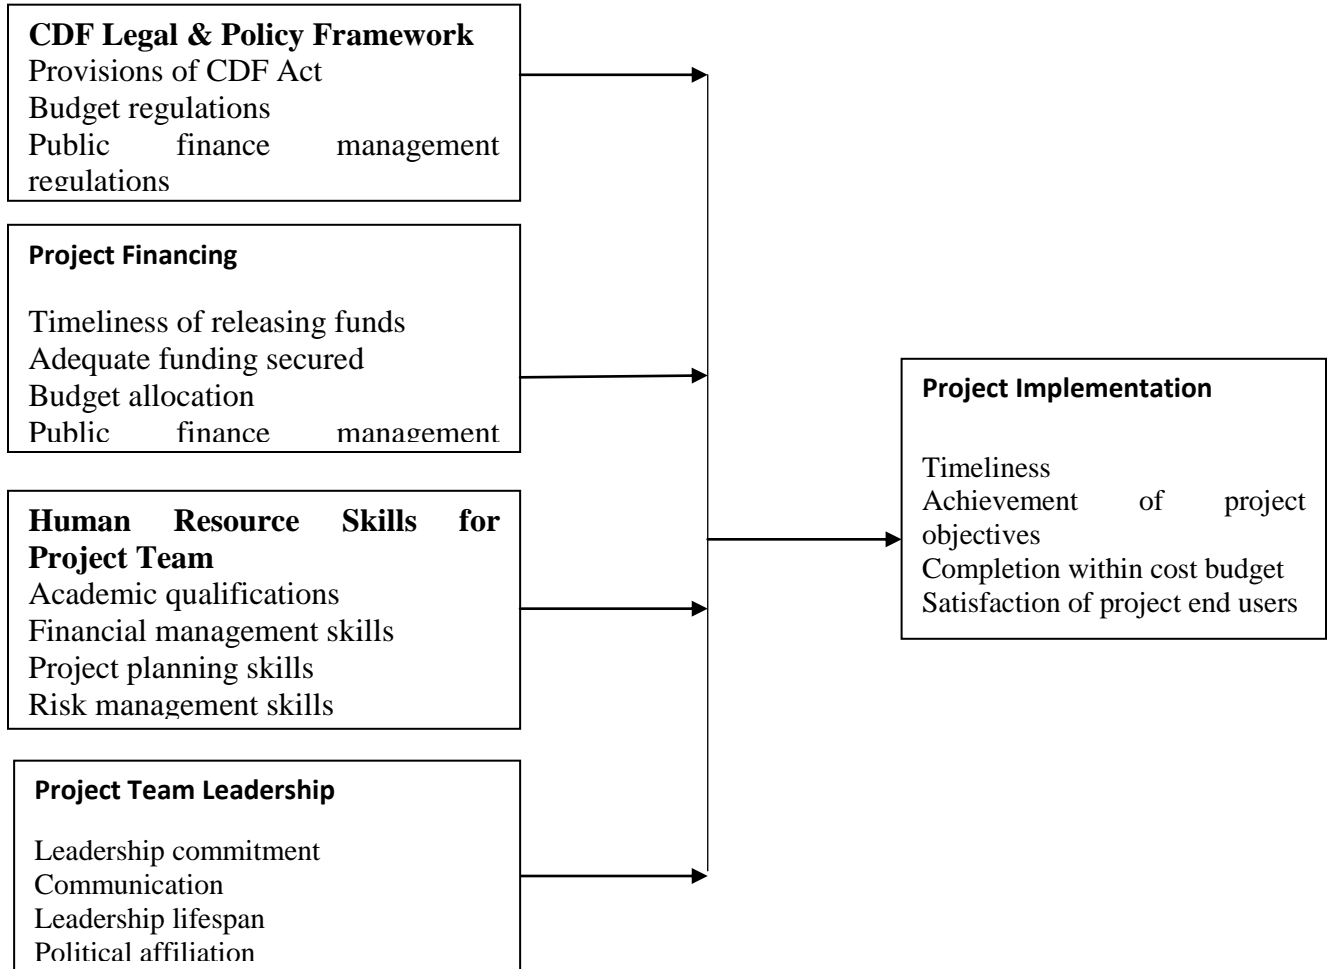 CDF Legal & Policy Framework
Provisions of CDF Act
Budget regulations
Public finance management
regulations
Project Financing
Timeliness of releasing funds
Adequate funding secured
Budget allocation
Public finance management
Human Resource Skills for
Project Team
Academic qualifications
Financial management skills
Project planning skills
Risk management skills
Project Team Leadership
Leadership commitment
Communication
Leadership lifespan
Political affiliation
Project Implementation
Timeliness
Achievement of project
objectives
Completion within cost budget
Satisfaction of project end users